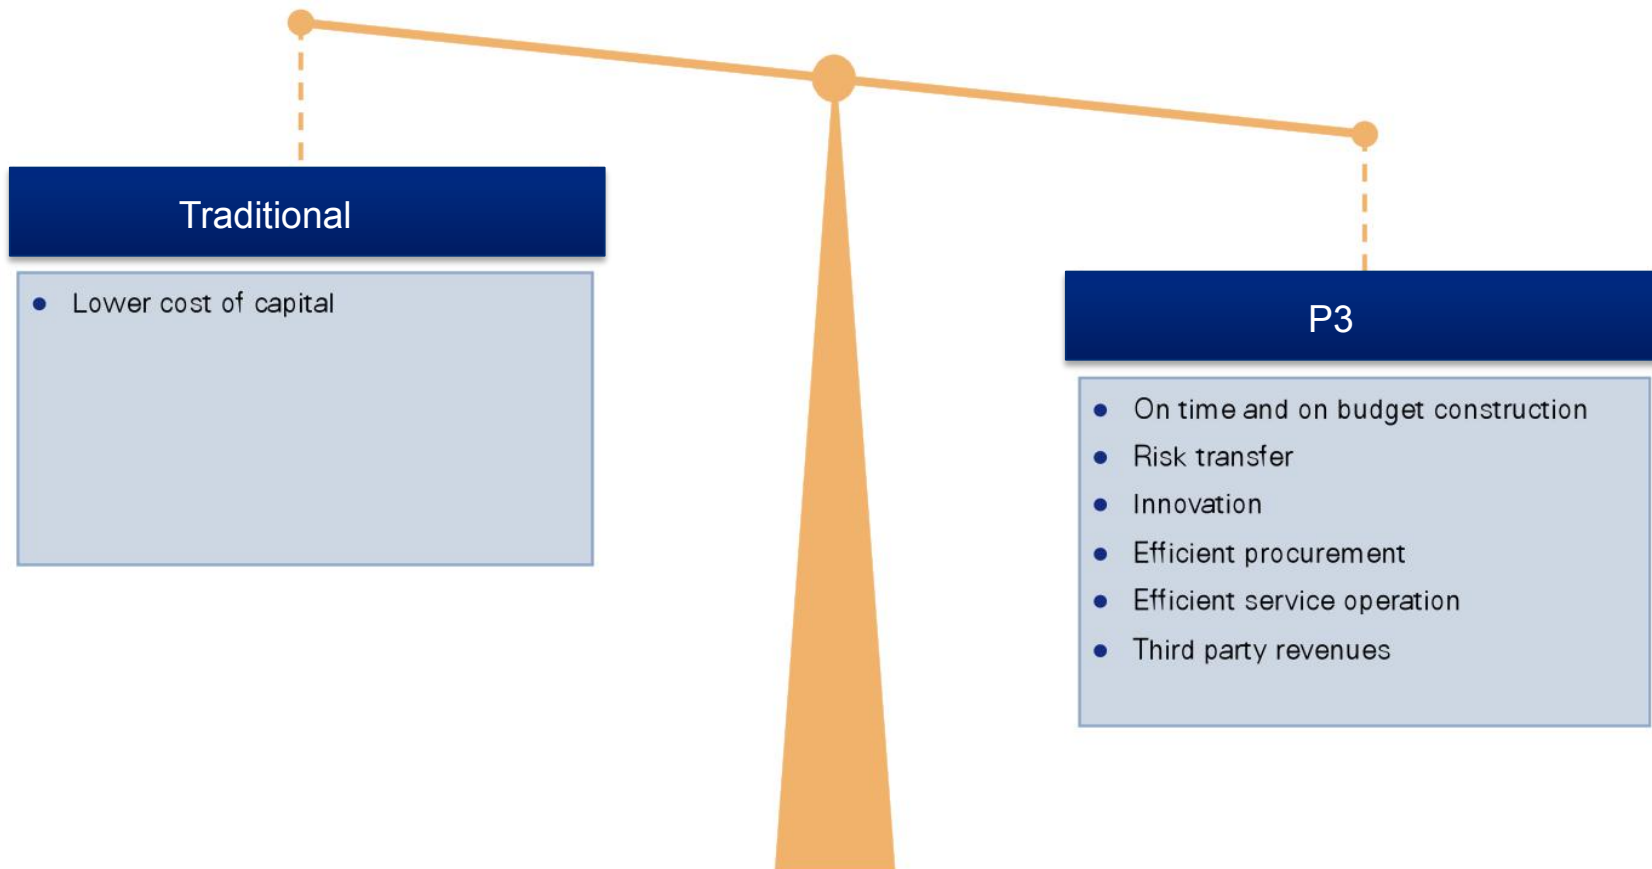 Traditional
• Lower cost of capital
P3
• On time and on budget construction
• Risk transfer
• Innovation
• Efficient procurement
• Efficient service operation
• Third party revenues